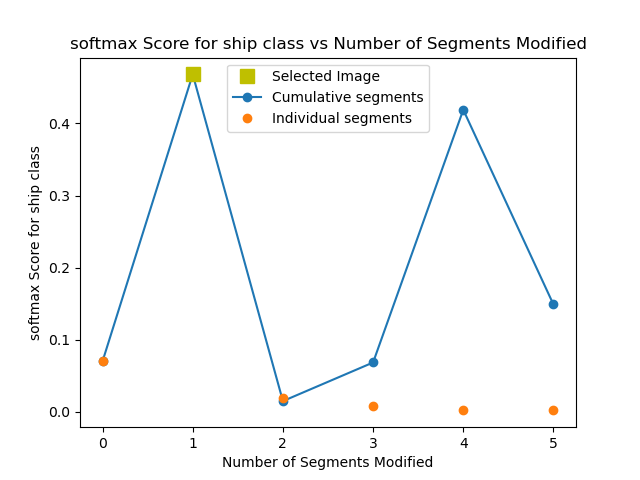 softmax Score for ship class vs Number of Segments Modified
Selected Image
Cumulative segments
Individual segments
softmax Score for ship class
0.4
0.3
0.2
0.1
0.0
0 1 2 3 4 5
Number of Segments Modified